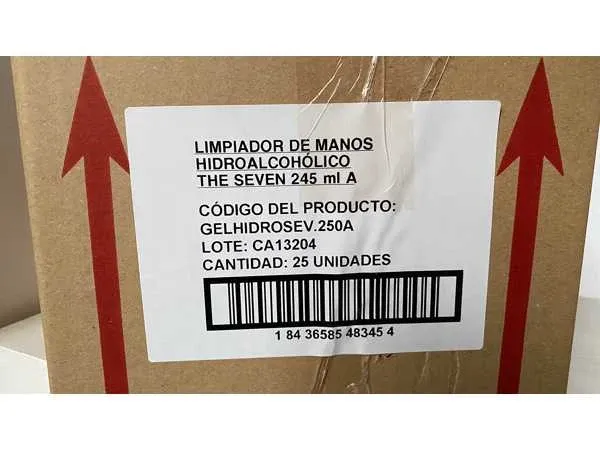 LIMPIADOR DE MANOS
HIDROALCOHÓLICO
THE SEVEN 245 ml A
CÓDIGO DEL PRODUCTO:
GELHIDROSEV.250A
LOTE: CA13204
CANTIDAD: 25 UNIDADES
1 84 36585 48345 4